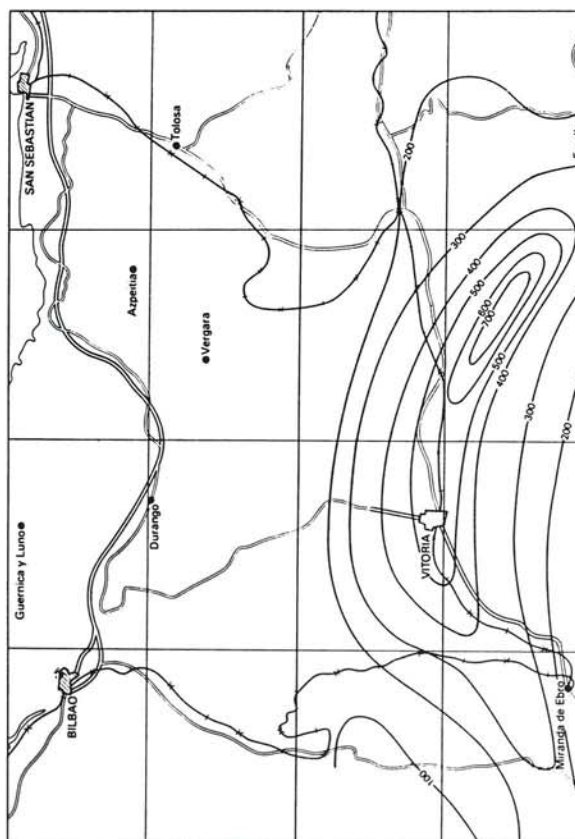 SAN SEBASTIAN
Tolosa
Azpeitia
Vergara
Guernica y Luno
Durango
BILBAO
VITORIA
Miranda de Ebro
200
300
400
500
600
700
500
400
300
200
100